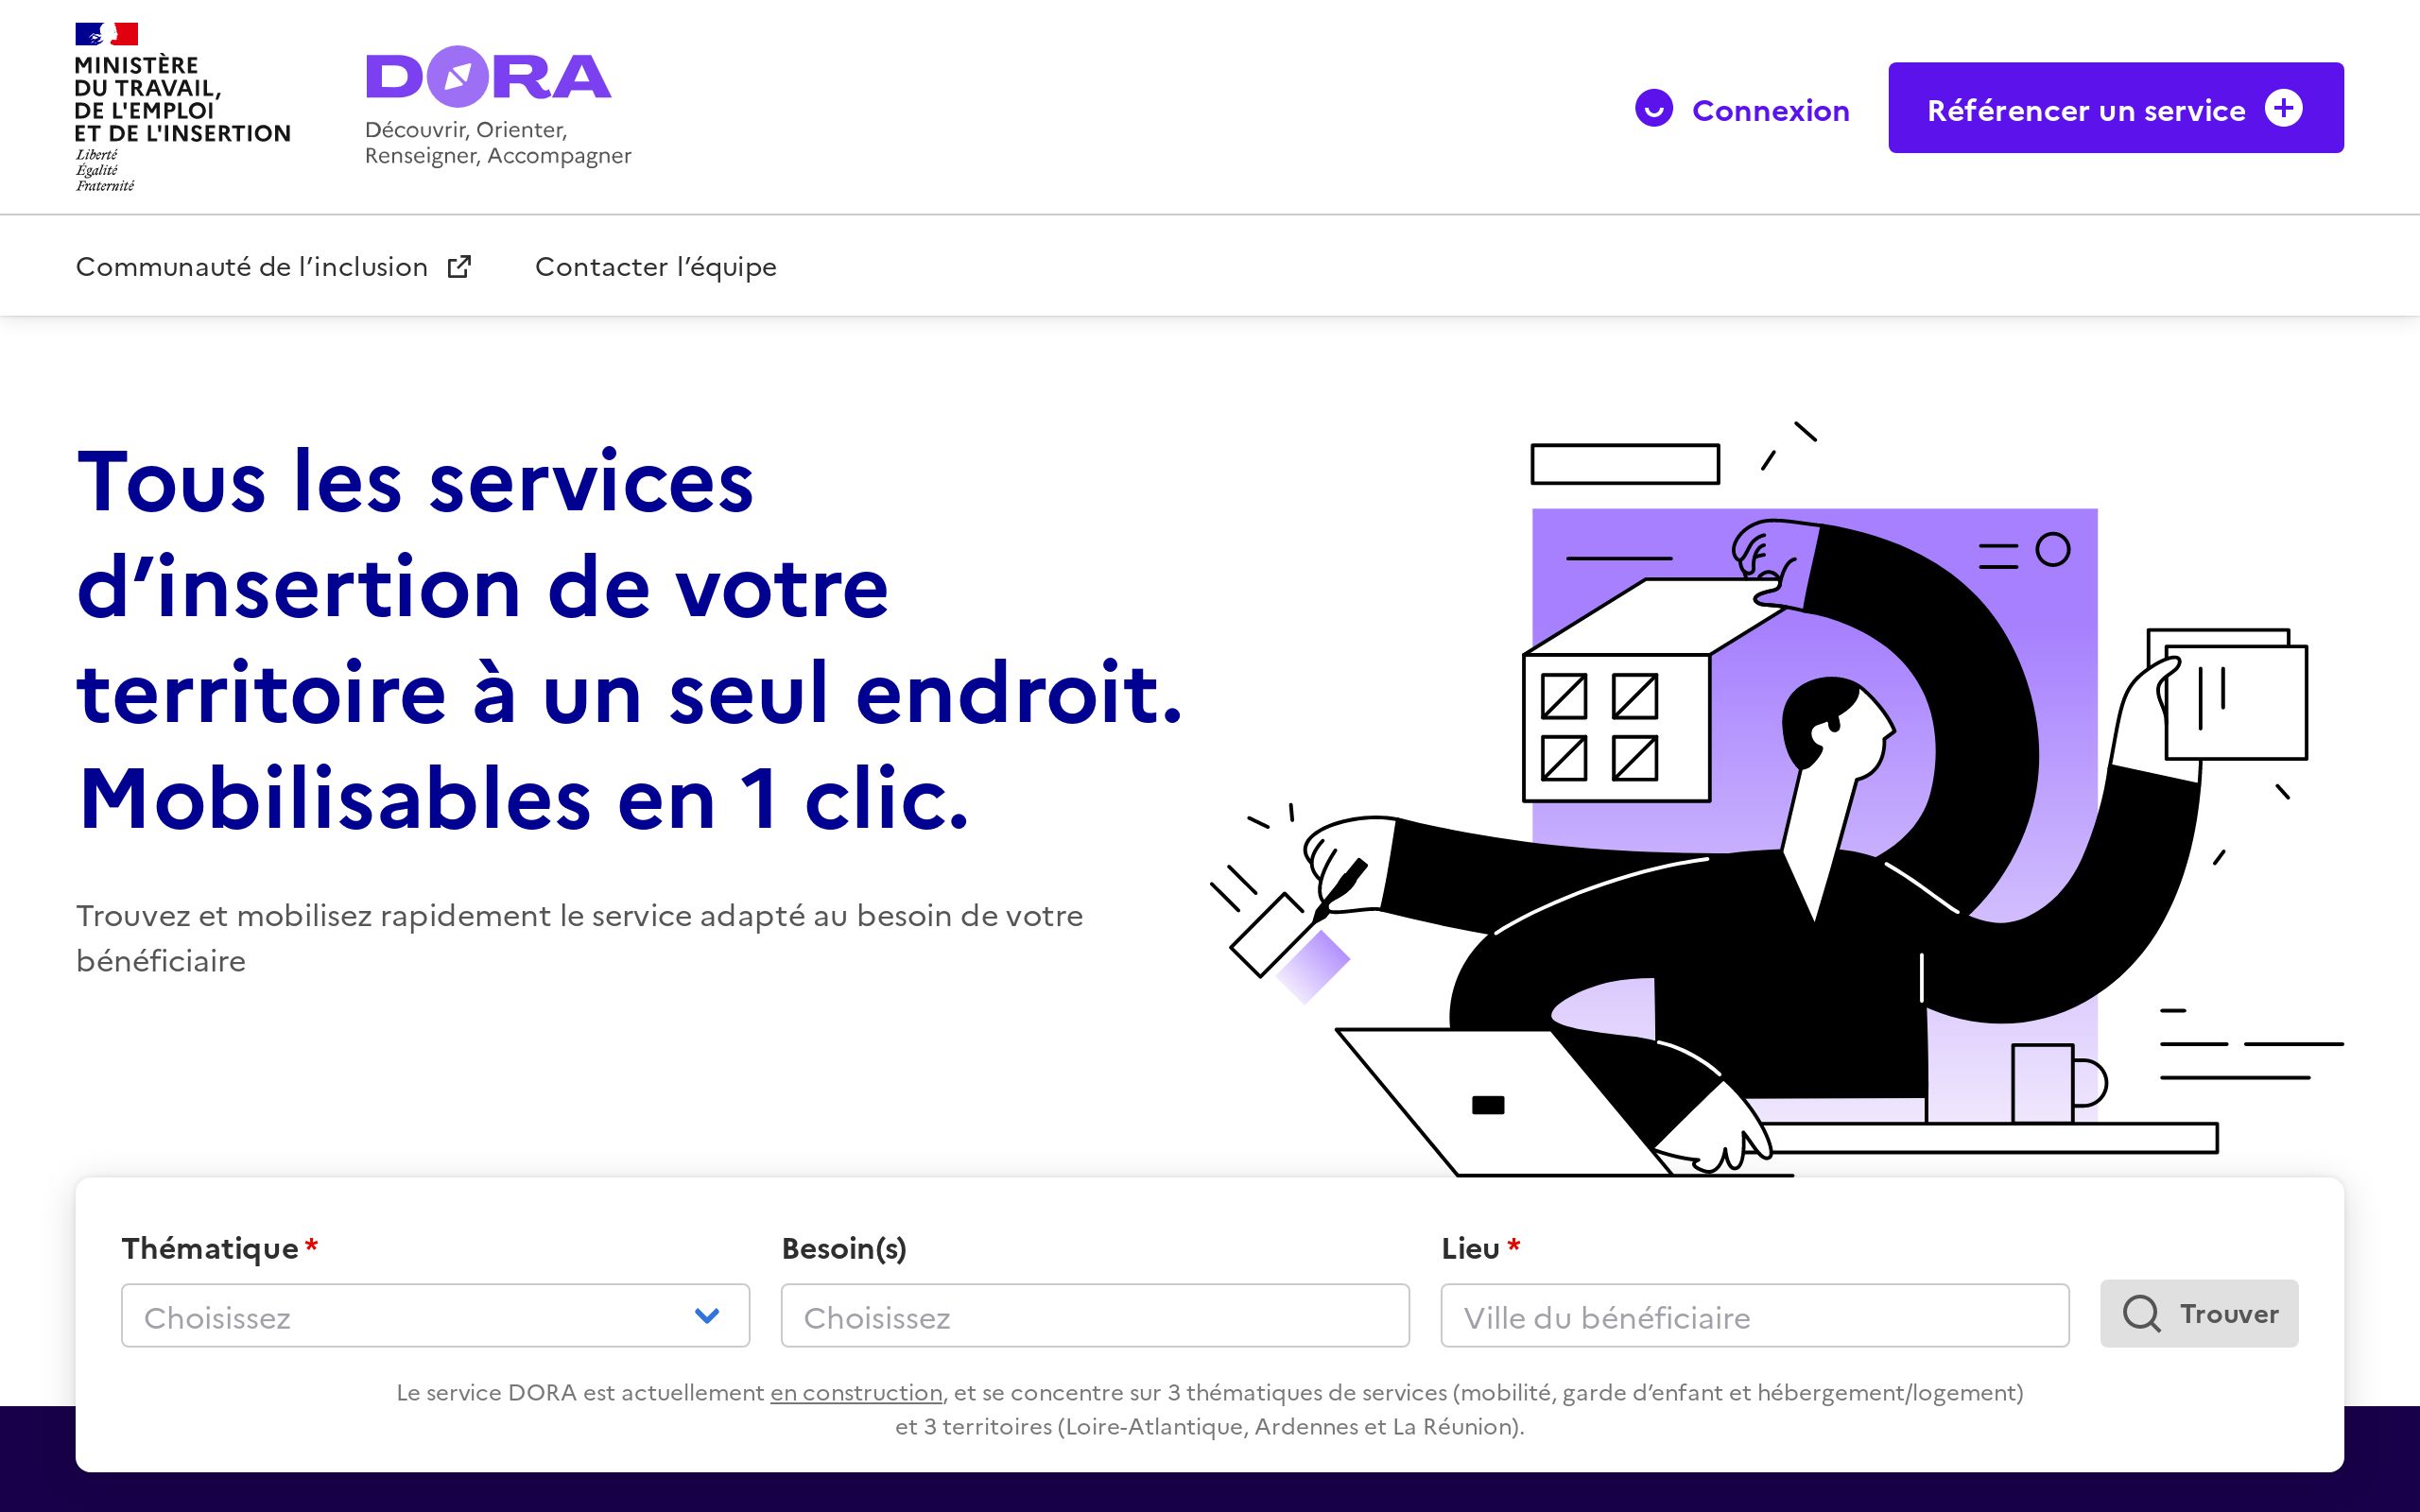 MINISTÈRE
DU TRAVAIL,
DE L'EMPLOI
ET DE L'INSERTION
Liberté
Égalité
Fraternité
DORA
Découvrir, Orienter,
Renseigner, Accompagner
Connexion
Référencer un service
Communauté de l’inclusion
Contacter l’équipe
Tous les services
d’insertion de votre
territoire à un seul endroit.
Mobilisables en 1 clic.
Trouvez et mobilisez rapidement le service adapté au besoin de votre
bénéficiaire
Thématique *
Besoin(s)
Lieu *
Choisissez
Choisissez
Ville du bénéficiaire
Trouver
Le service DORA est actuellement en construction, et se concentre sur 3 thématiques de services (mobilité, garde d’enfant et hébergement/logement)
et 3 territoires (Loire-Atlantique, Ardennes et La Réunion).